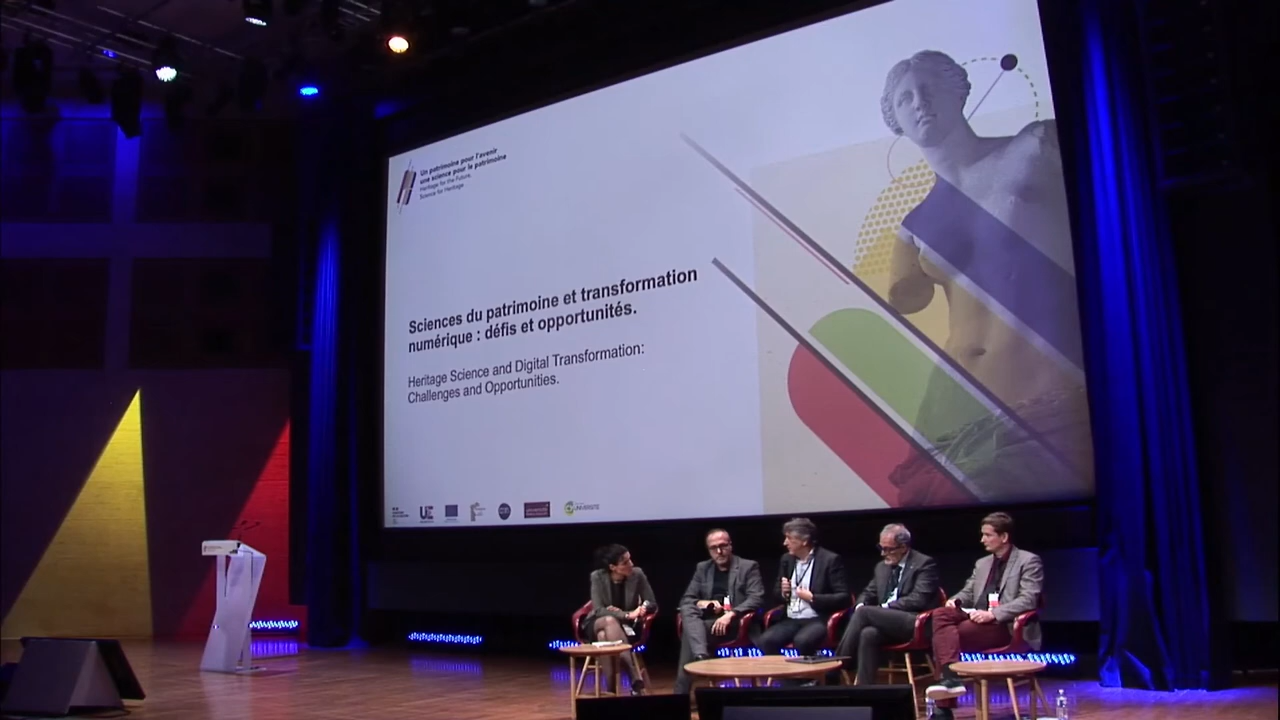 Un patrimoine pour l'avenir
une science pour le patrimoine
Heritage for the Future,
Science for Heritage
Sciences du patrimoine et transformation
numérique : défis et opportunités.
Heritage Science and Digital Transformation:
Challenges and Opportunities.